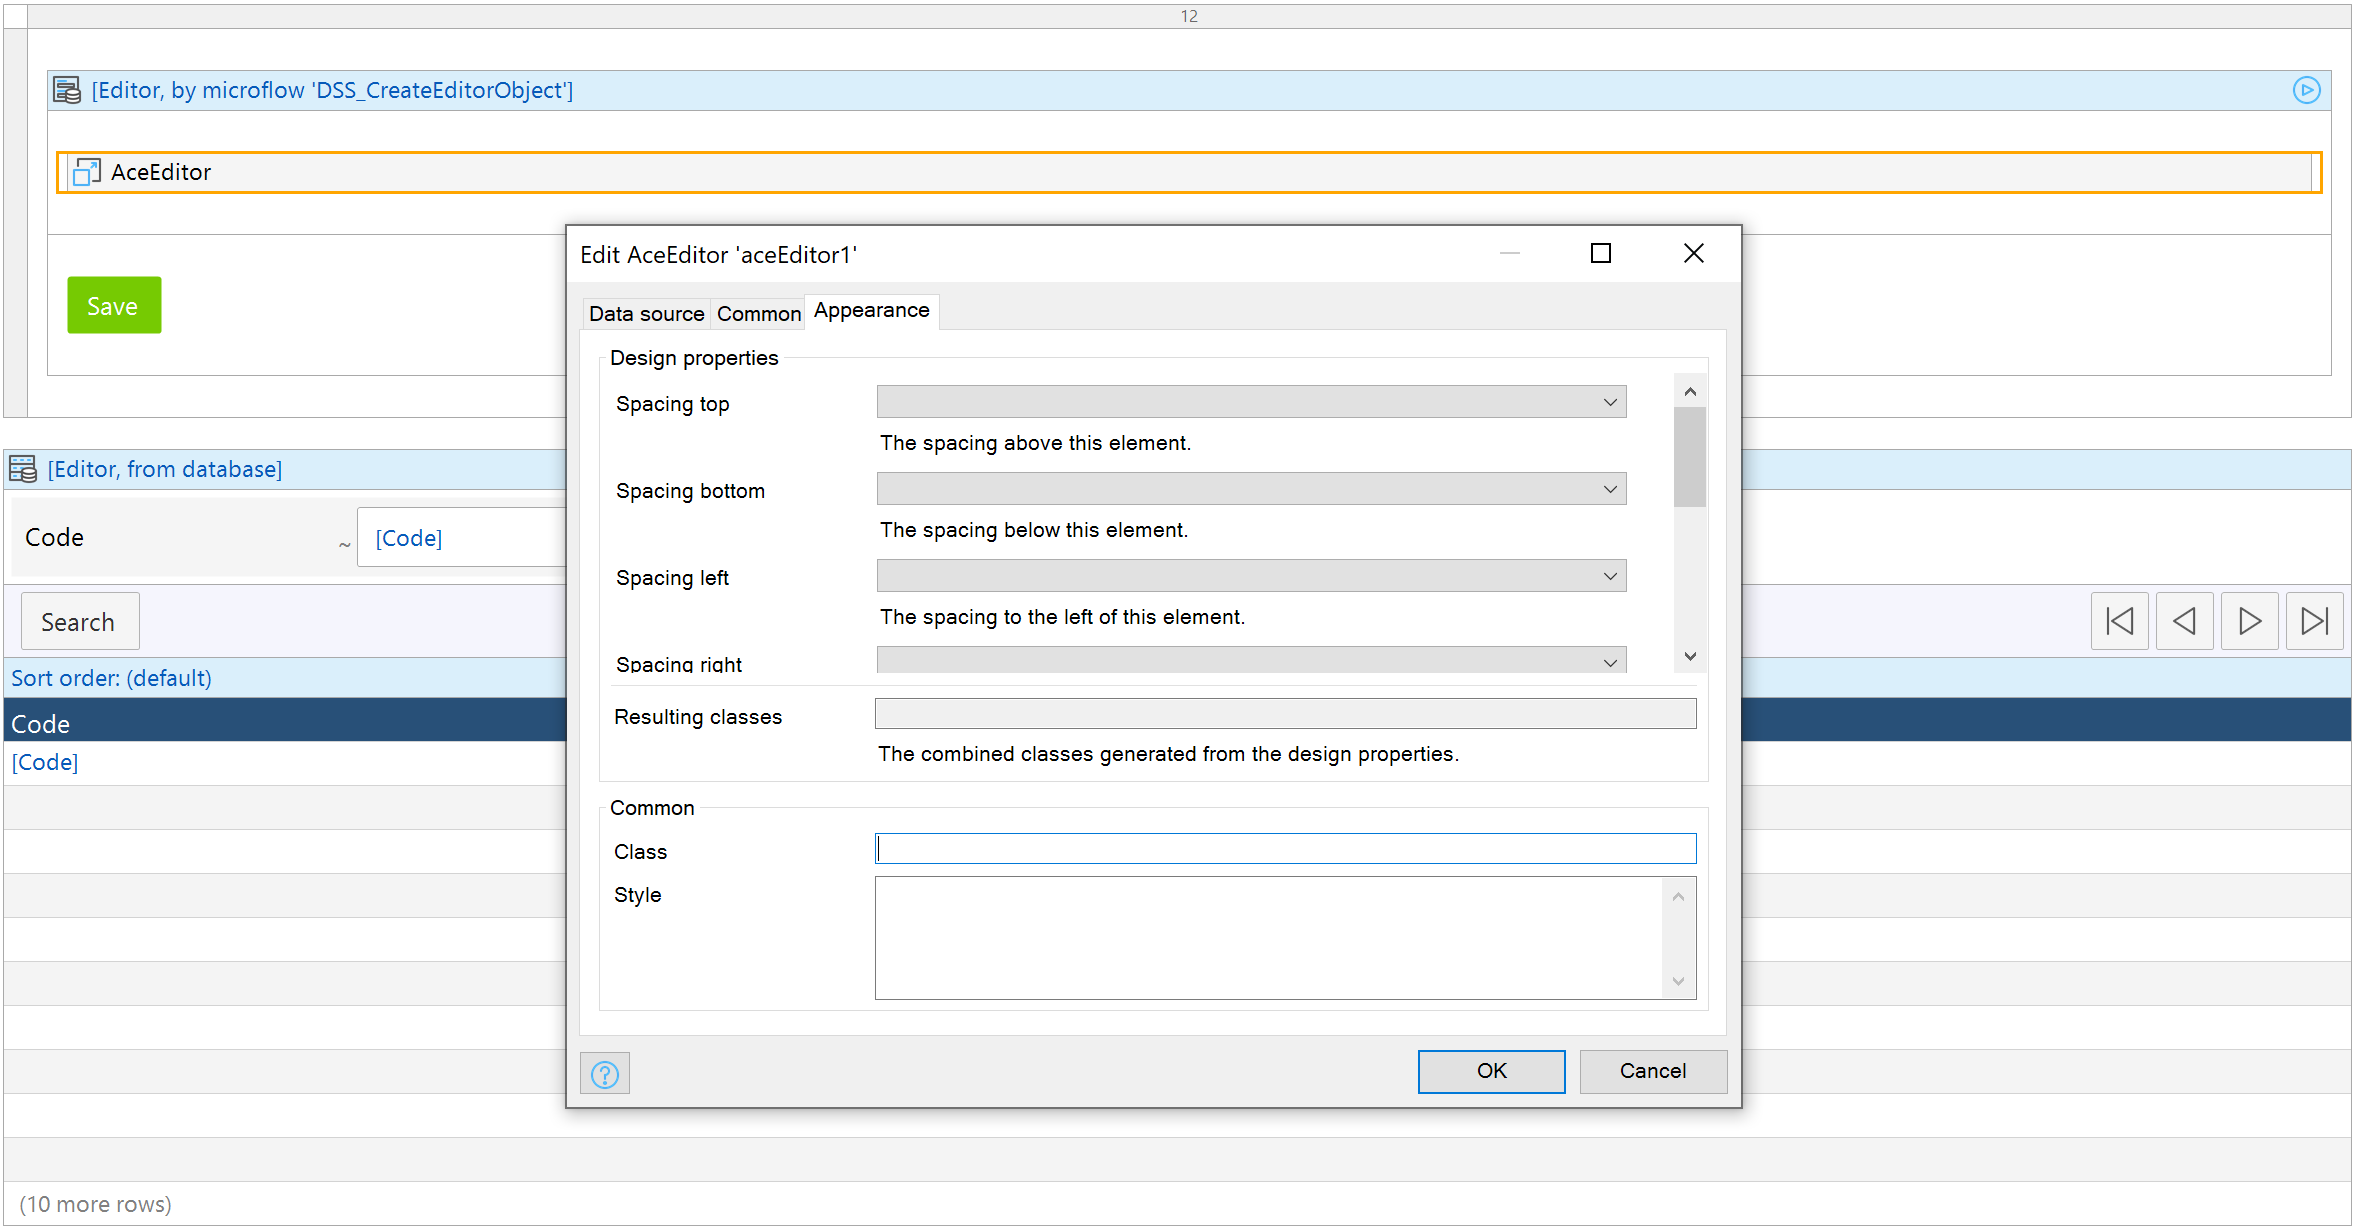 12
[Editor, by microflow 'DSS_CreateEditorObject']
AceEditor
Save
Edit AceEditor 'aceEditor1'
Data source Common Appearance
Design properties
Spacing top
The spacing above this element.
Spacing bottom
The spacing below this element.
Spacing left
The spacing to the left of this element.
Spacing right
Resulting classes
The combined classes generated from the design properties.
Common
Class
Style
OK Cancel
[Editor, from database]
Code ~ [Code]
Search
Sort order: (default)
Code
[Code]
(10 more rows)